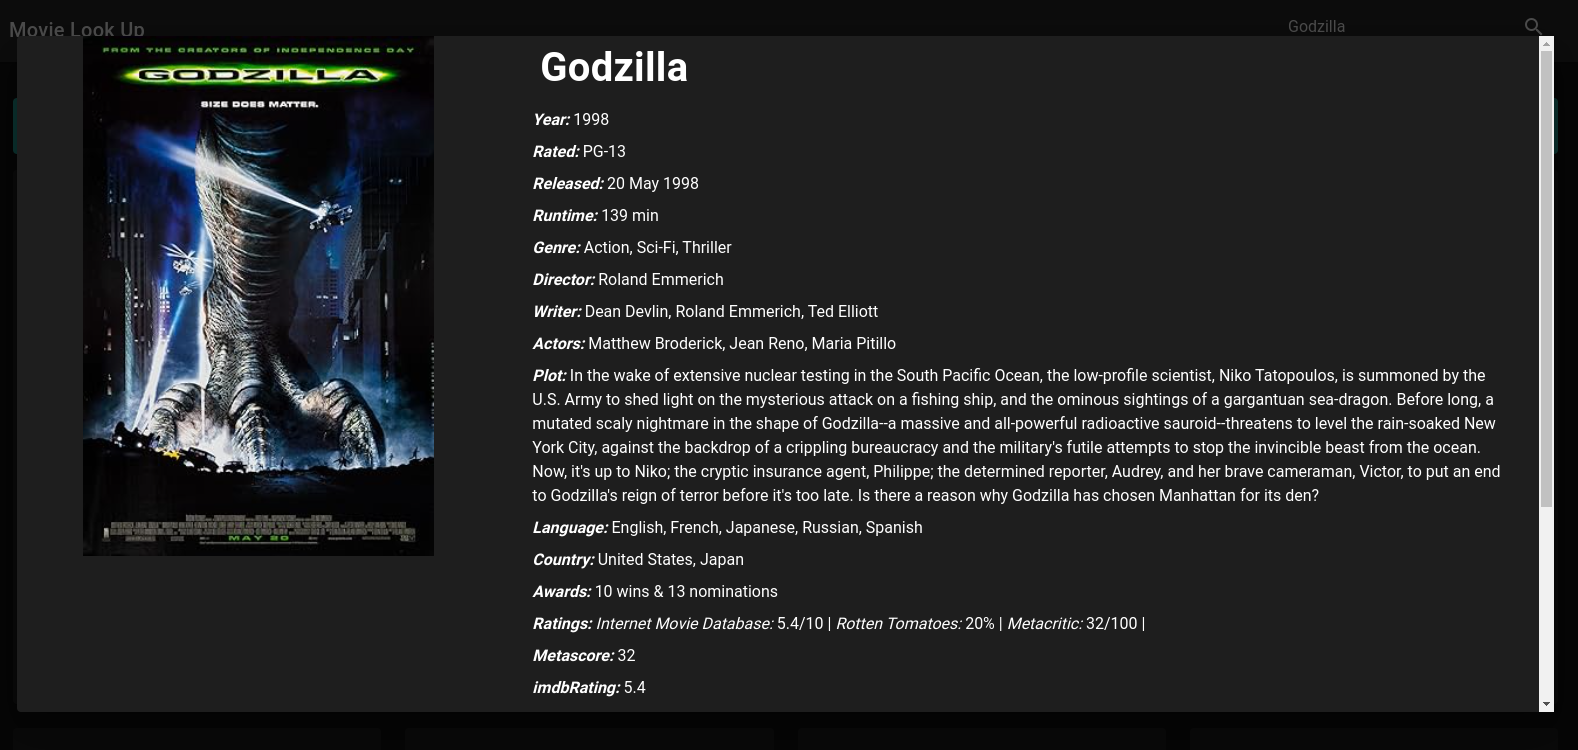 Movie Look Up
Godzilla
FROM THE CREATORS OF INDEPENDENCE DAY
GODZILLA
SIZE DOES MATTER.
MAY 20
Godzilla
Year: 1998
Rated: PG-13
Released: 20 May 1998
Runtime: 139 min
Genre: Action, Sci-Fi, Thriller
Director: Roland Emmerich
Writer: Dean Devlin, Roland Emmerich, Ted Elliott
Actors: Matthew Broderick, Jean Reno, Maria Pitillo
Plot: In the wake of extensive nuclear testing in the South Pacific Ocean, the low-profile scientist, Niko Tatopoulos, is summoned by the
U.S. Army to shed light on the mysterious attack on a fishing ship, and the ominous sightings of a gargantuan sea-dragon. Before long, a
mutated scaly nightmare in the shape of Godzilla--a massive and all-powerful radioactive sauroid--threatens to level the rain-soaked New
York City, against the backdrop of a crippling bureaucracy and the military's futile attempts to stop the invincible beast from the ocean.
Now, it's up to Niko; the cryptic insurance agent, Philippe; the determined reporter, Audrey, and her brave cameraman, Victor, to put an end
to Godzilla's reign of terror before it's too late. Is there a reason why Godzilla has chosen Manhattan for its den?
Language: English, French, Japanese, Russian, Spanish
Country: United States, Japan
Awards: 10 wins & 13 nominations
Ratings: Internet Movie Database: 5.4/10 | Rotten Tomatoes: 20% | Metacritic: 32/100 |
Metascore: 32
imdbRating: 5.4